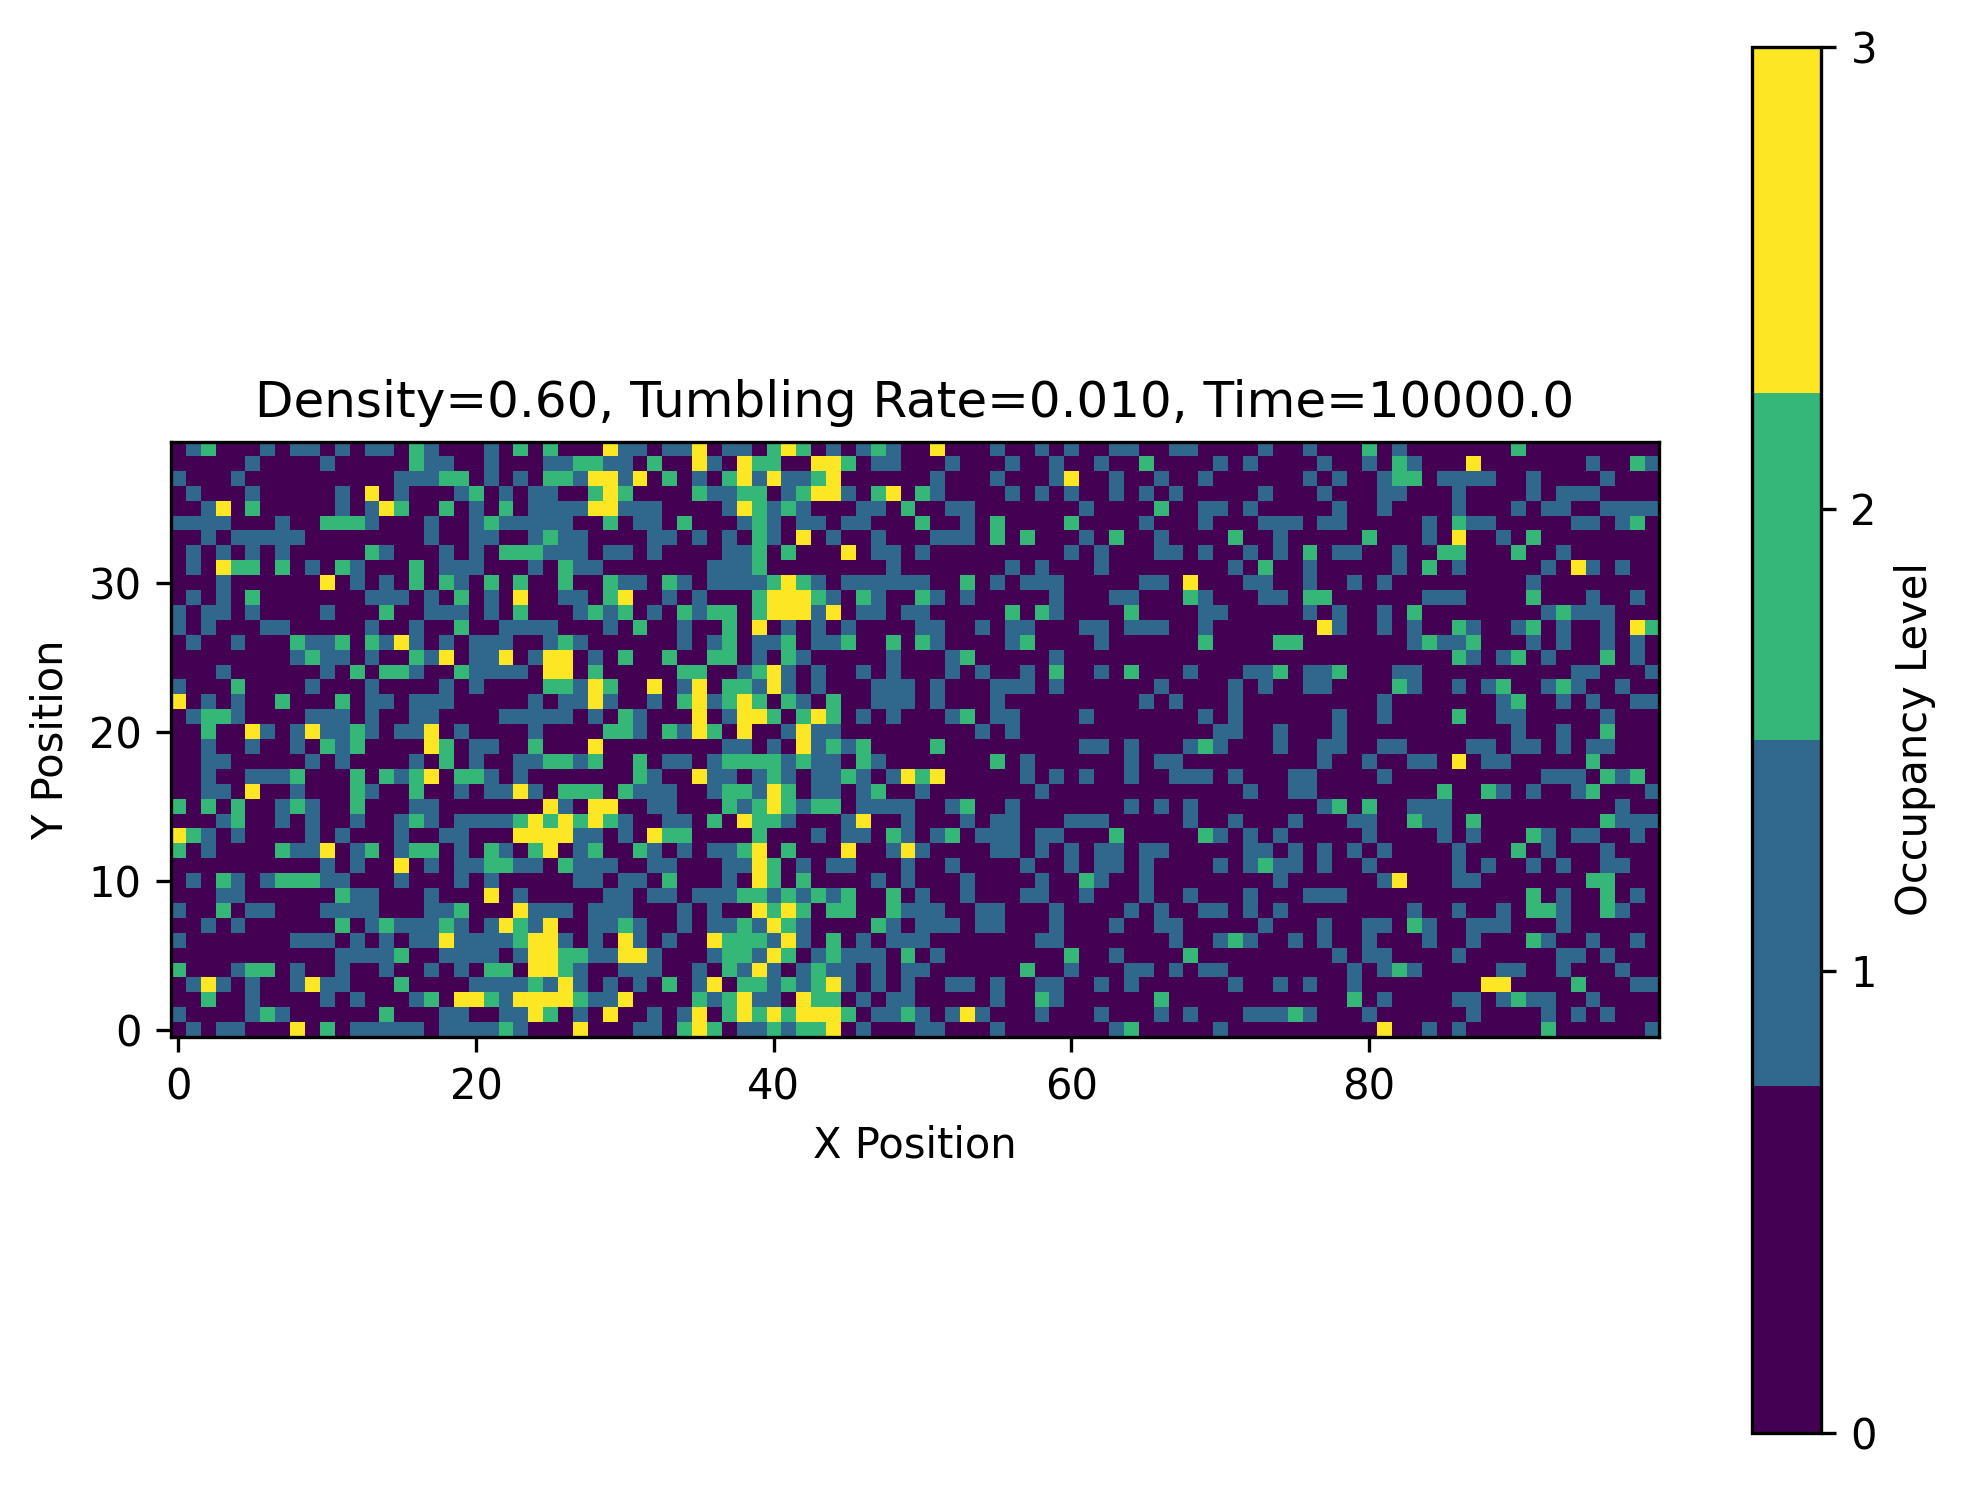 Density=0.60, Tumbling Rate=0.010, Time=10000.0
3
2
1
0
Occupancy Level
30
20
10
0
Y Position
0 20 40 60 80
X Position